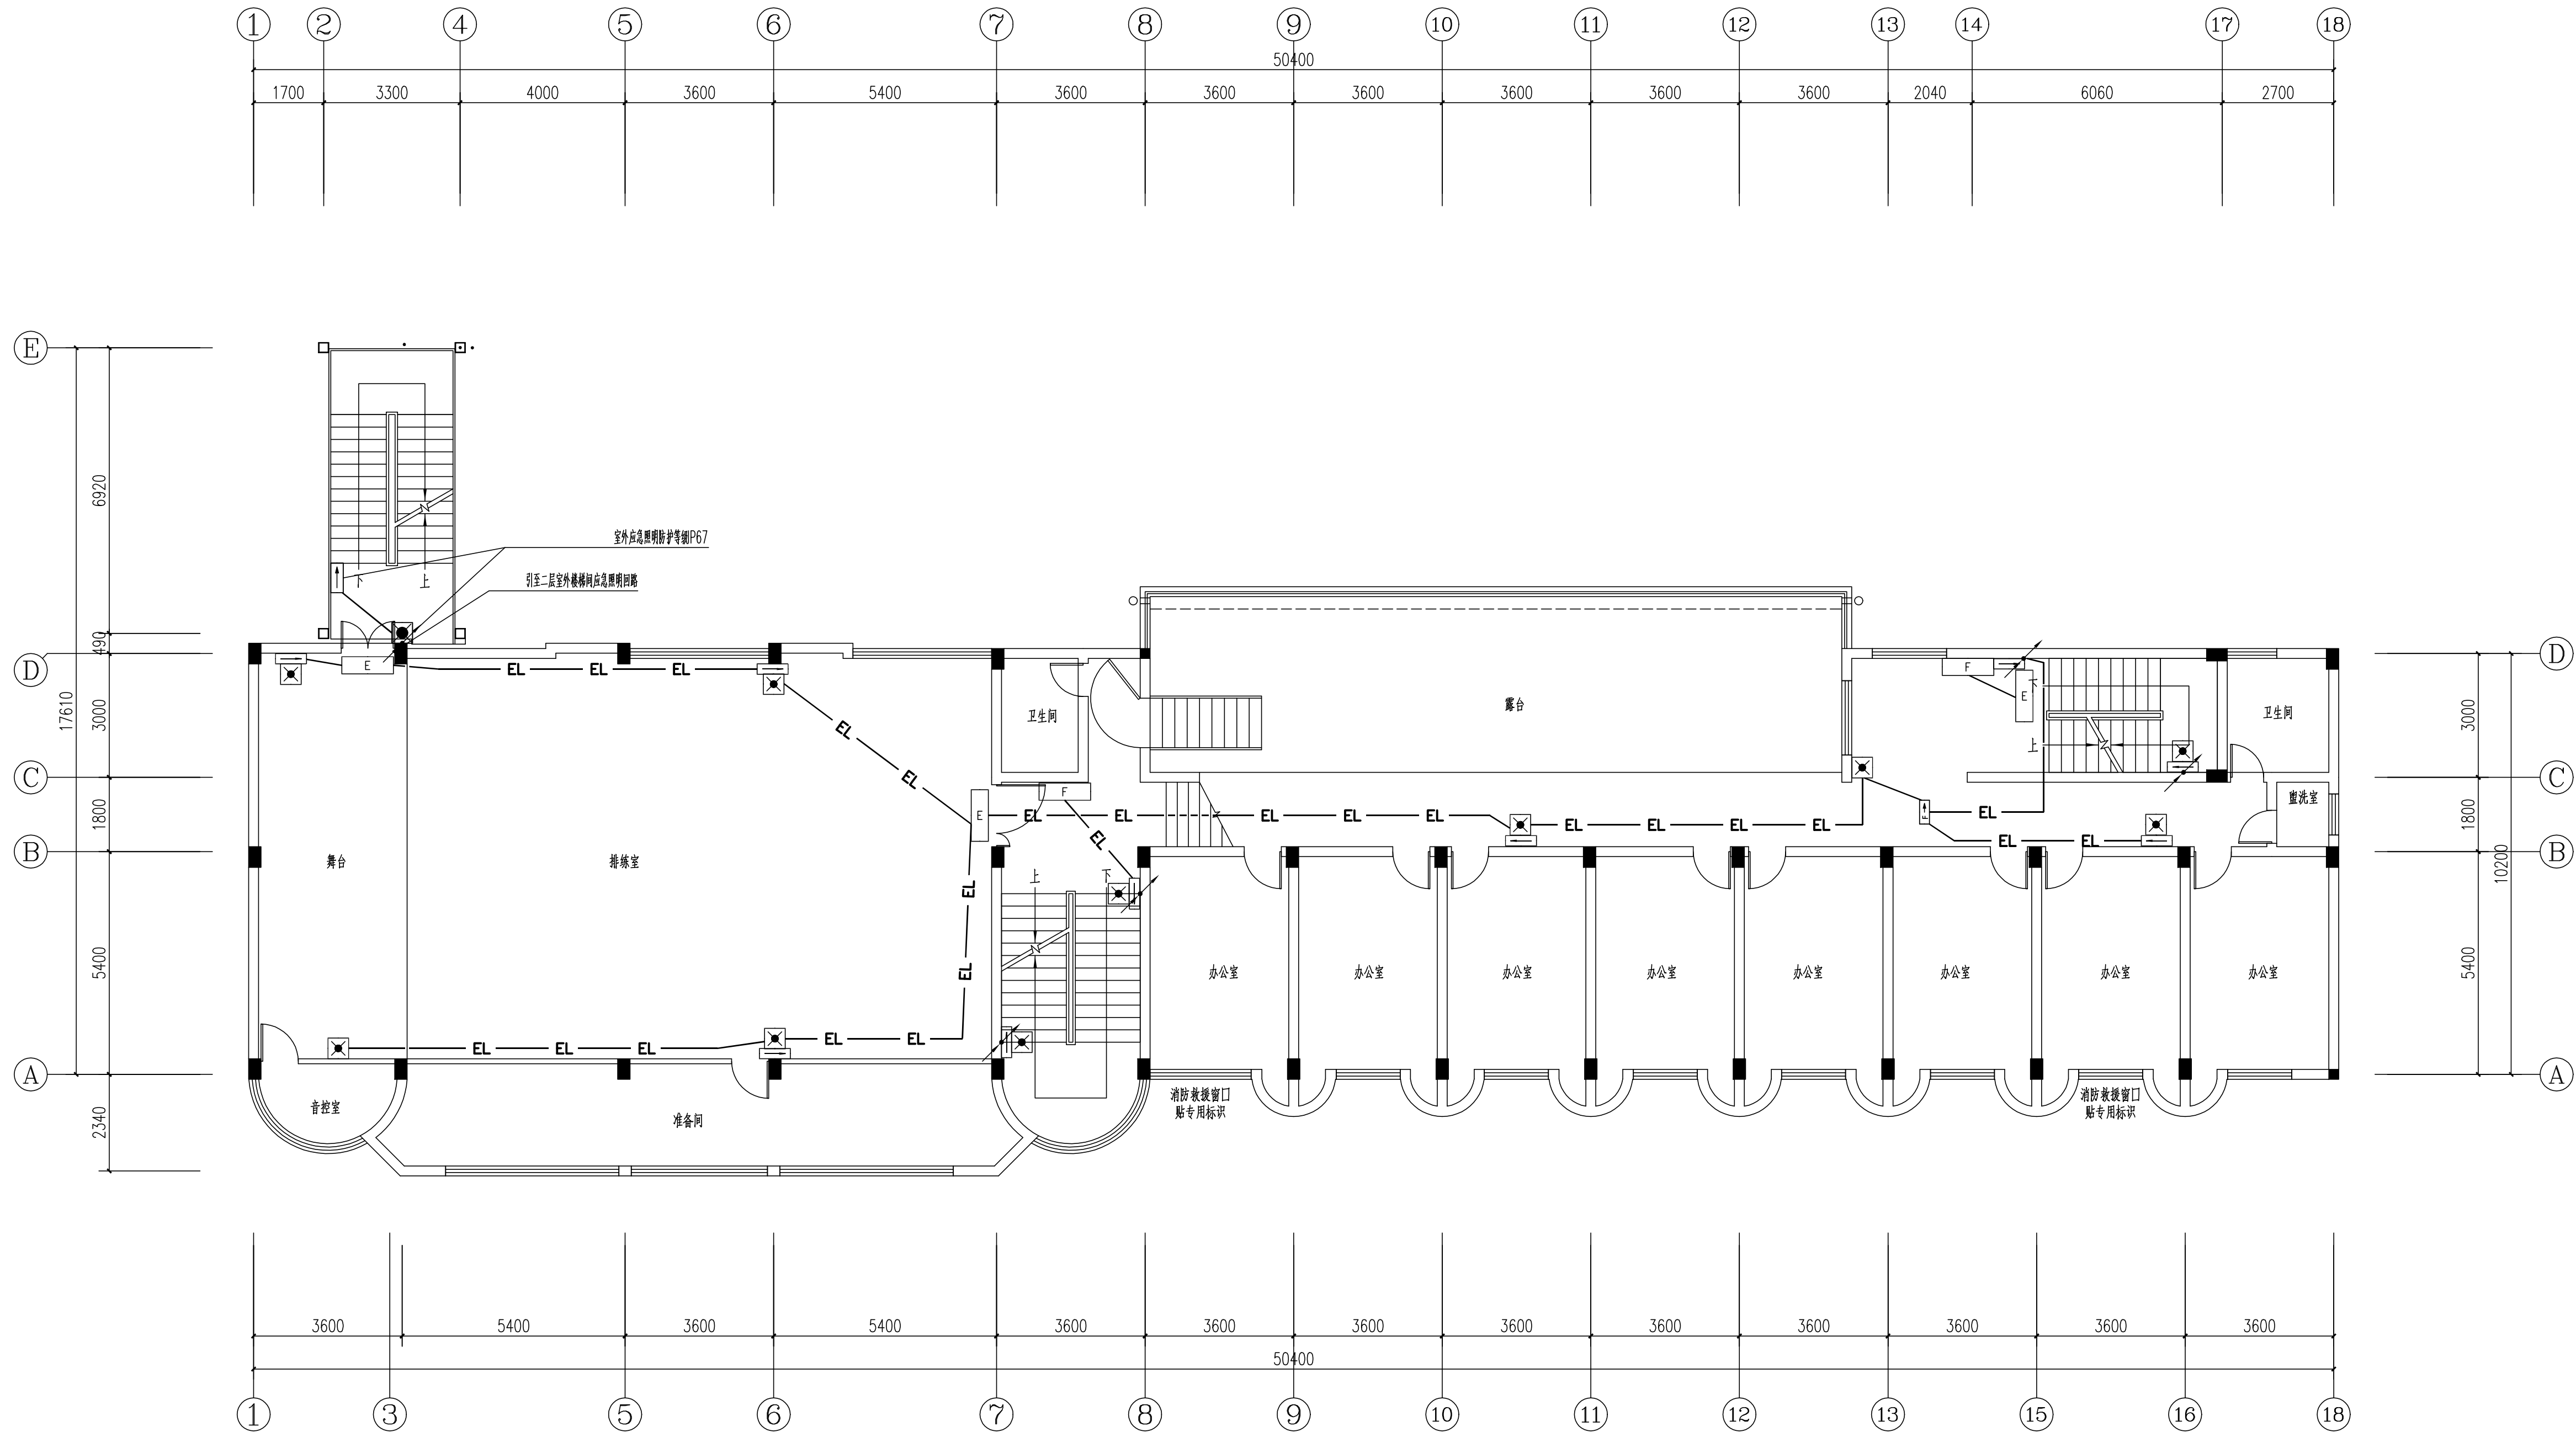 1 2 4 5 6 7 8 9 10 11 12 13 14 17 18
50400
1700 3300 4000 3600 5400 3600 3600 3600 3600 3600 3600 2040 6060 2700
E
6920
室外应急照明防护等级IP67
引至二层室外楼梯间应急照明回路
下 上
490
D D
E EL EL EL
F E
下
17610 3000 3000
卫生间 露台 卫生间
EL
上
C C
EL
F
盥洗室
1800 1800
E EL EL EL EL EL EL EL EL EL F EL
EL EL EL
B B
10200
舞台 排练室
上 下
EL
5400 5400
EL
办公室 办公室 办公室 办公室 办公室 办公室 办公室 办公室
EL EL EL EL EL
A A
2340
音控室 准备间
消防救援窗口
贴专用标识
消防救援窗口
贴专用标识
3600 5400 3600 5400 3600 3600 3600 3600 3600 3600 3600 3600 3600
50400
1 3 5 6 7 8 9 10 11 12 13 15 16 18